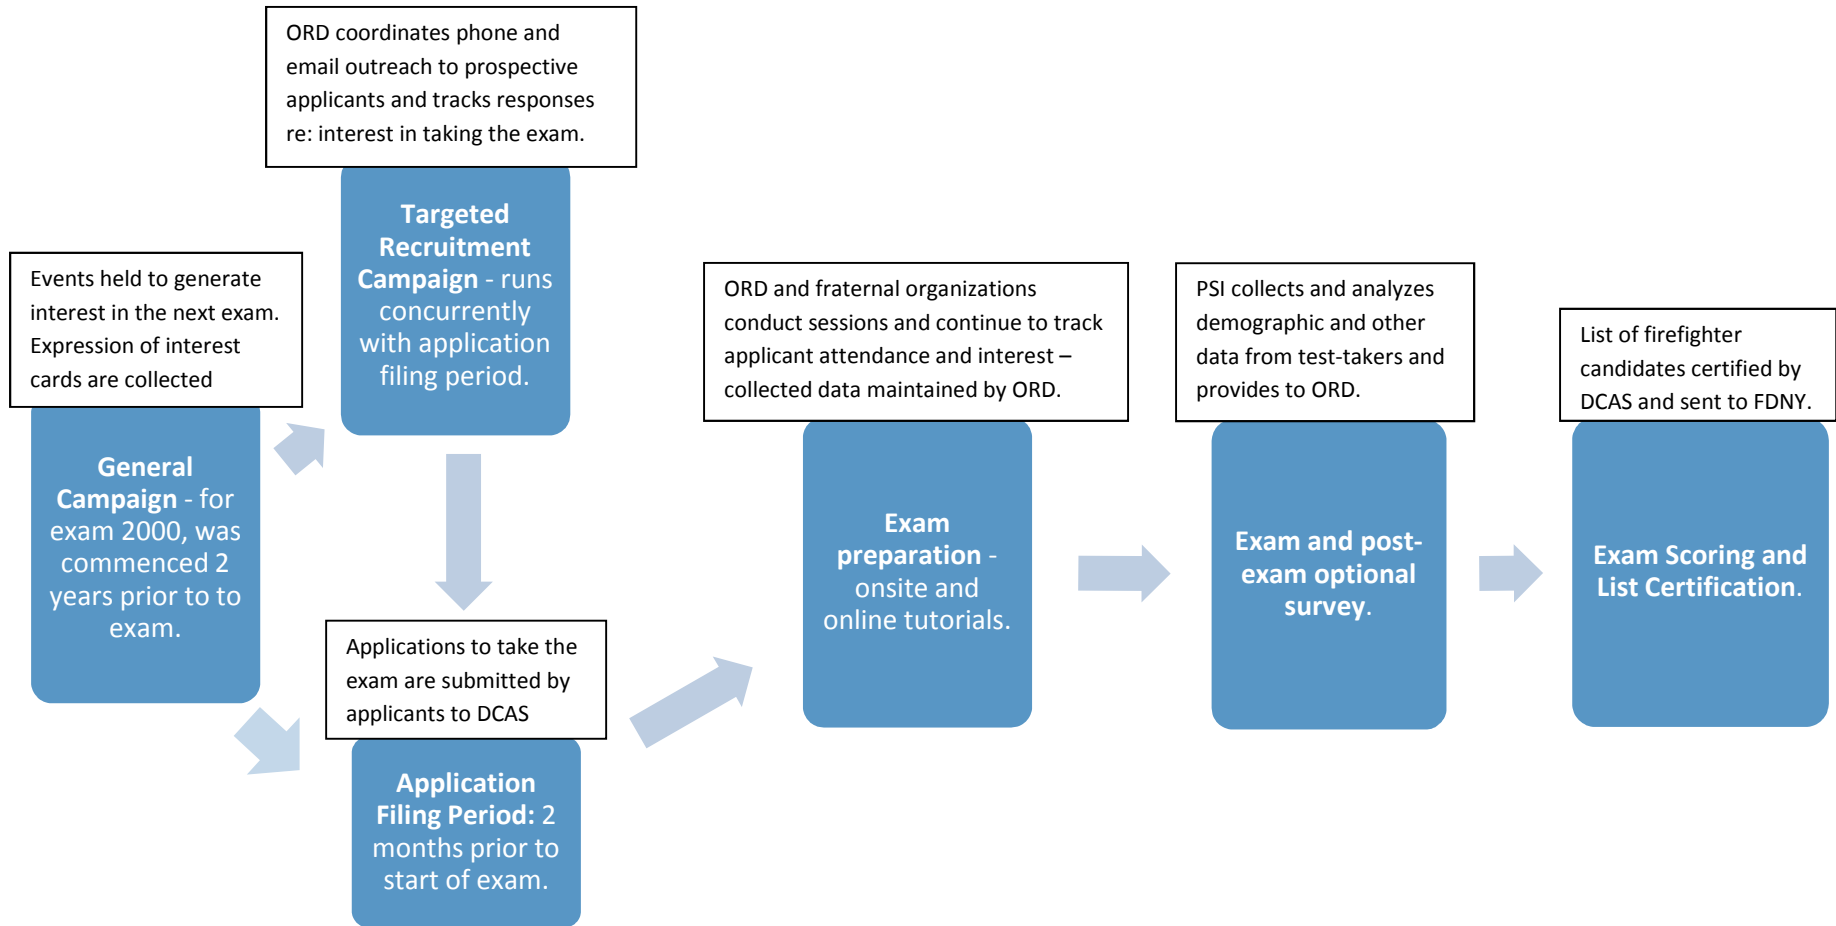 ORD coordinates phone and
email outreach to prospective
applicants and tracks responses
re: interest in taking the exam.
Targeted
Recruitment
Campaign - runs
concurrently
with application
filing period.
Events held to generate
interest in the next exam.
Expression of interest
cards are collected
General
Campaign - for
exam 2000, was
commenced 2
years prior to to
exam.
Applications to take the
exam are submitted by
applicants to DCAS
Application
Filing Period: 2
months prior to
start of exam.
ORD and fraternal organizations
conduct sessions and continue to track
applicant attendance and interest –
collected data maintained by ORD.
Exam
preparation -
onsite and
online tutorials.
PSI collects and analyzes
demographic and other
data from test-takers and
provides to ORD.
Exam and post-
exam optional
survey.
List of firefighter
candidates certified by
DCAS and sent to FDNY.
Exam Scoring and
List Certification.